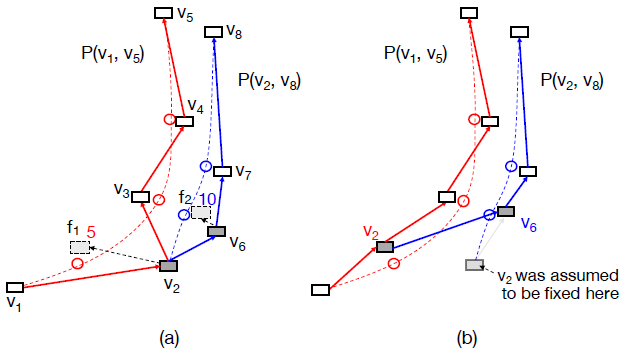 v5
v8
P(v1, v5)
P(v2, v8)
v4
v3
v7
f2 10
f1 5
v6
v2
v1
(a)
P(v1, v5)
P(v2, v8)
v2
v6
v2 was assumed
to be fixed here
(b)